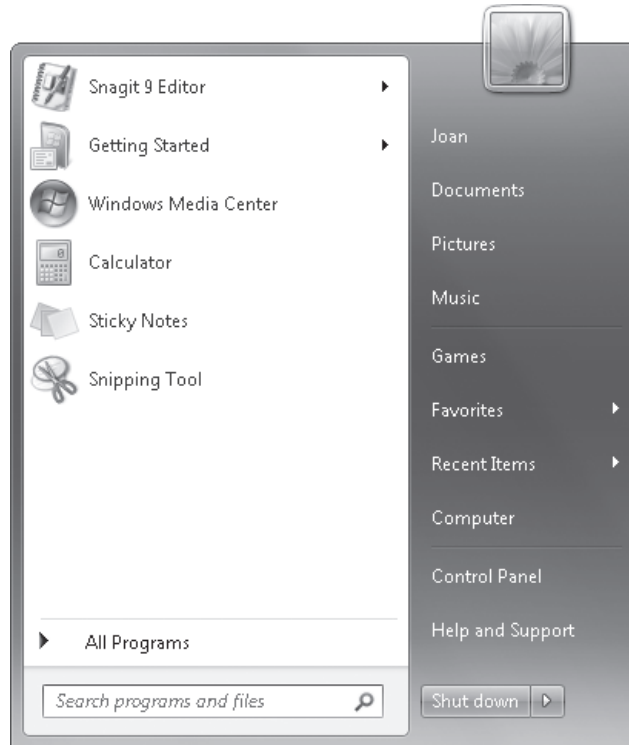 Snagit 9 Editor
Getting Started
Windows Media Center
Calculator
Sticky Notes
Snipping Tool
All Programs
Search programs and files
Joan
Documents
Pictures
Music
Games
Favorites
Recent Items
Computer
Control Panel
Help and Support
Shut down